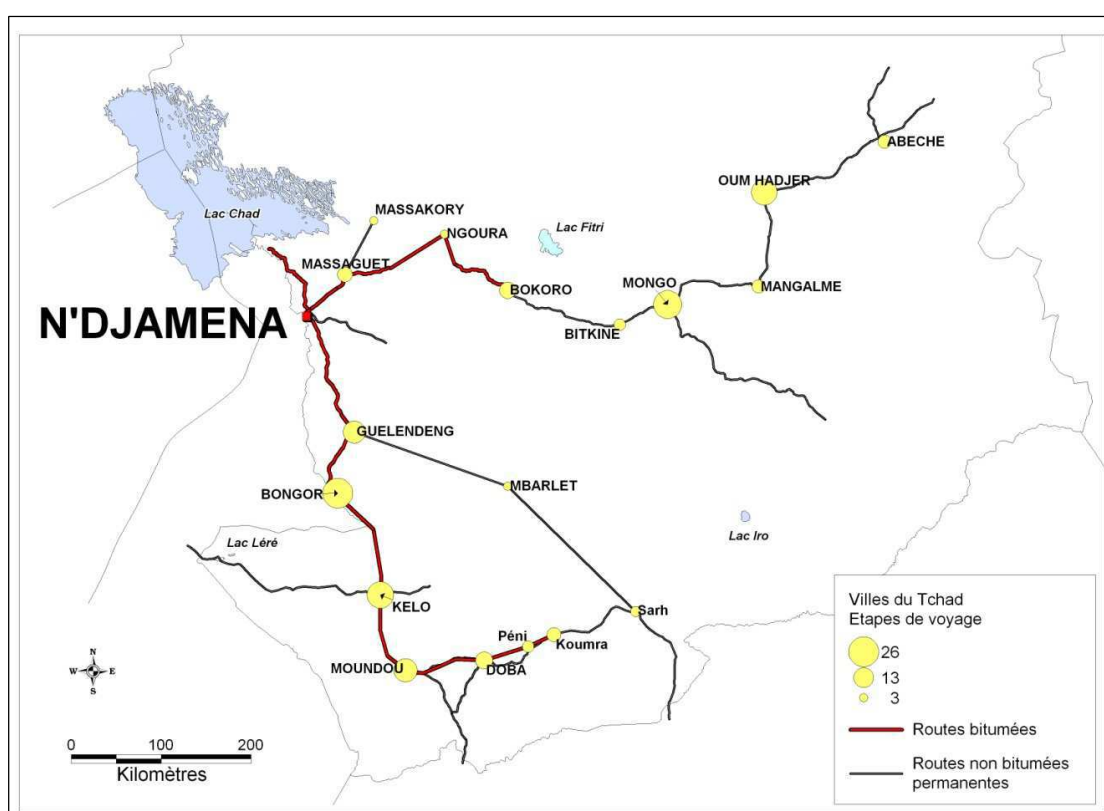 ABECHE
OUM HADJER
MASSAKORY
Lac Chad
NGOURA
Lac Fitri
MASSAGUET
BOKORO
MONGO
MANGALME
N'DJAMENA
BITKINE
GUELENDENG
MBARLET
BONGOR
Lac Iro
Lac Léré
KELO
Sarh
Péni
Koumra
MOUNDOU
DOBA
N
W
E
S
0 100 200
Kilomètres
Villes du Tchad
Etapes de voyage
26
13
3
Routes bitumées
Routes non bitumées
permanentes